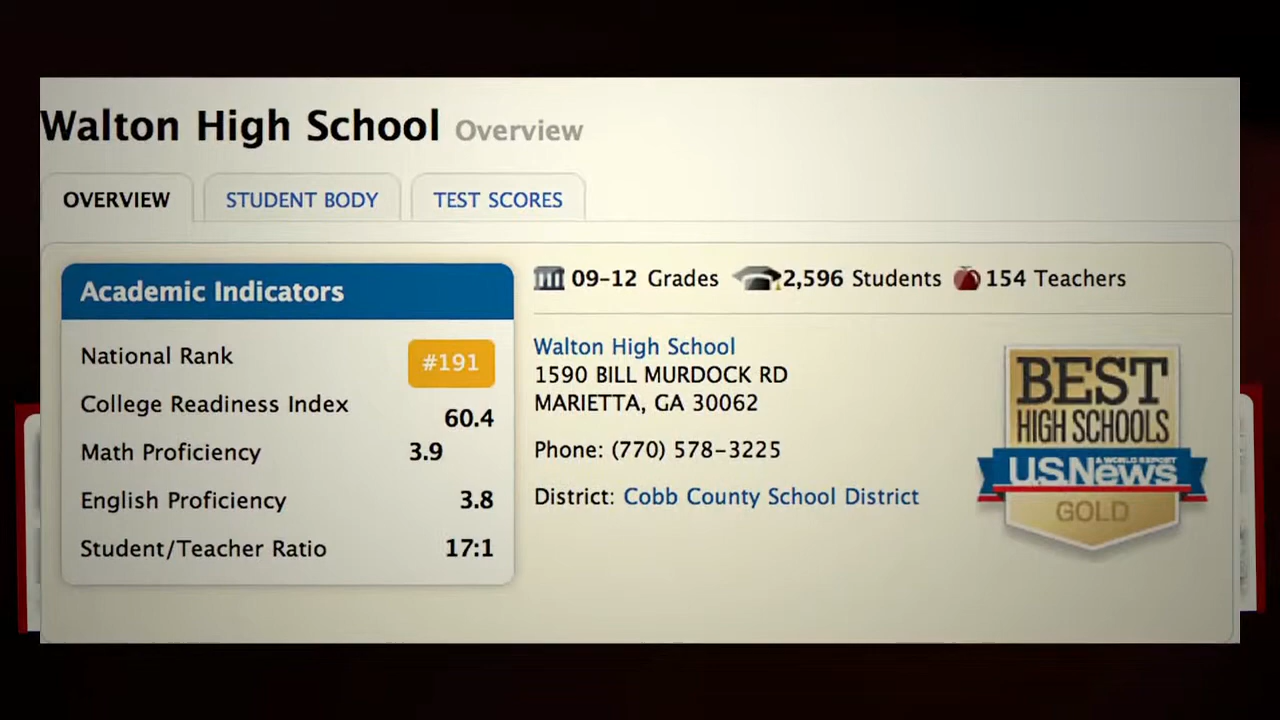 Walton High School Overview
OVERVIEW STUDENT BODY TEST SCORES
Academic Indicators
National Rank #191
College Readiness Index 60.4
Math Proficiency 3.9
English Proficiency 3.8
Student/Teacher Ratio 17:1
09-12 Grades 2,596 Students 154 Teachers
Walton High School
1590 BILL MURDOCK RD
MARIETTA, GA 30062
Phone: (770) 578-3225
District: Cobb County School District
BEST
HIGH SCHOOLS
U.S.News & WORLD REPORT
GOLD